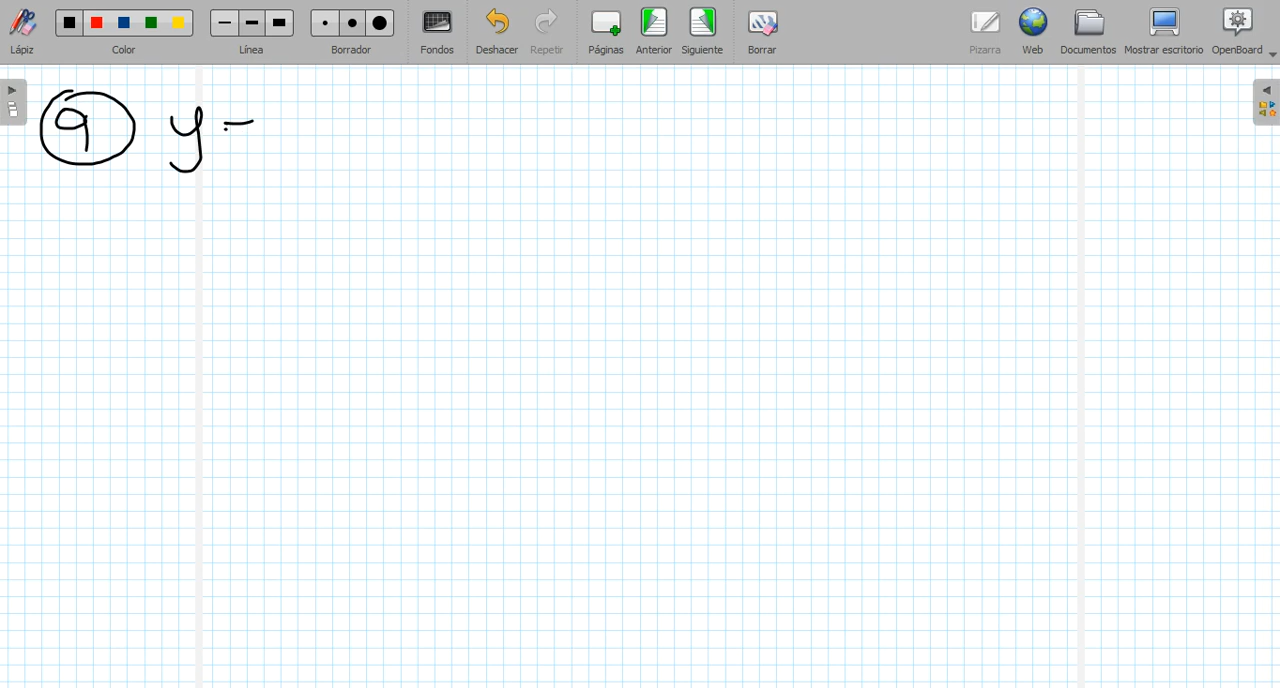 Lápiz Color Línea Borrador Fondos Deshacer Repetir Páginas Anterior Siguiente Borrar Pizarra Web Documentos Mostrar escritorio OpenBoard
9 y =